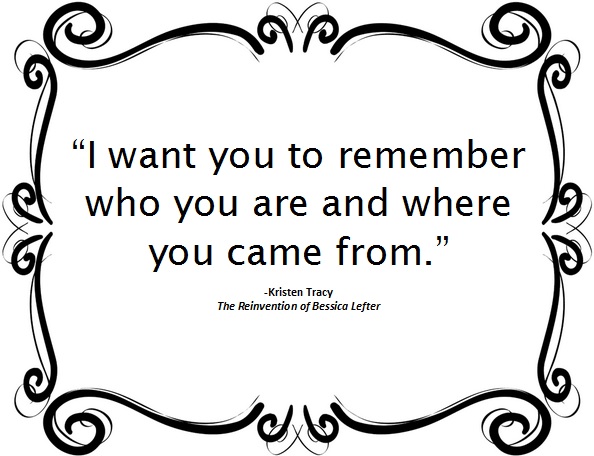 “I want you to remember
who you are and where
you came from.”
-Kristen Tracy
The Reinvention of Bessica Lefter